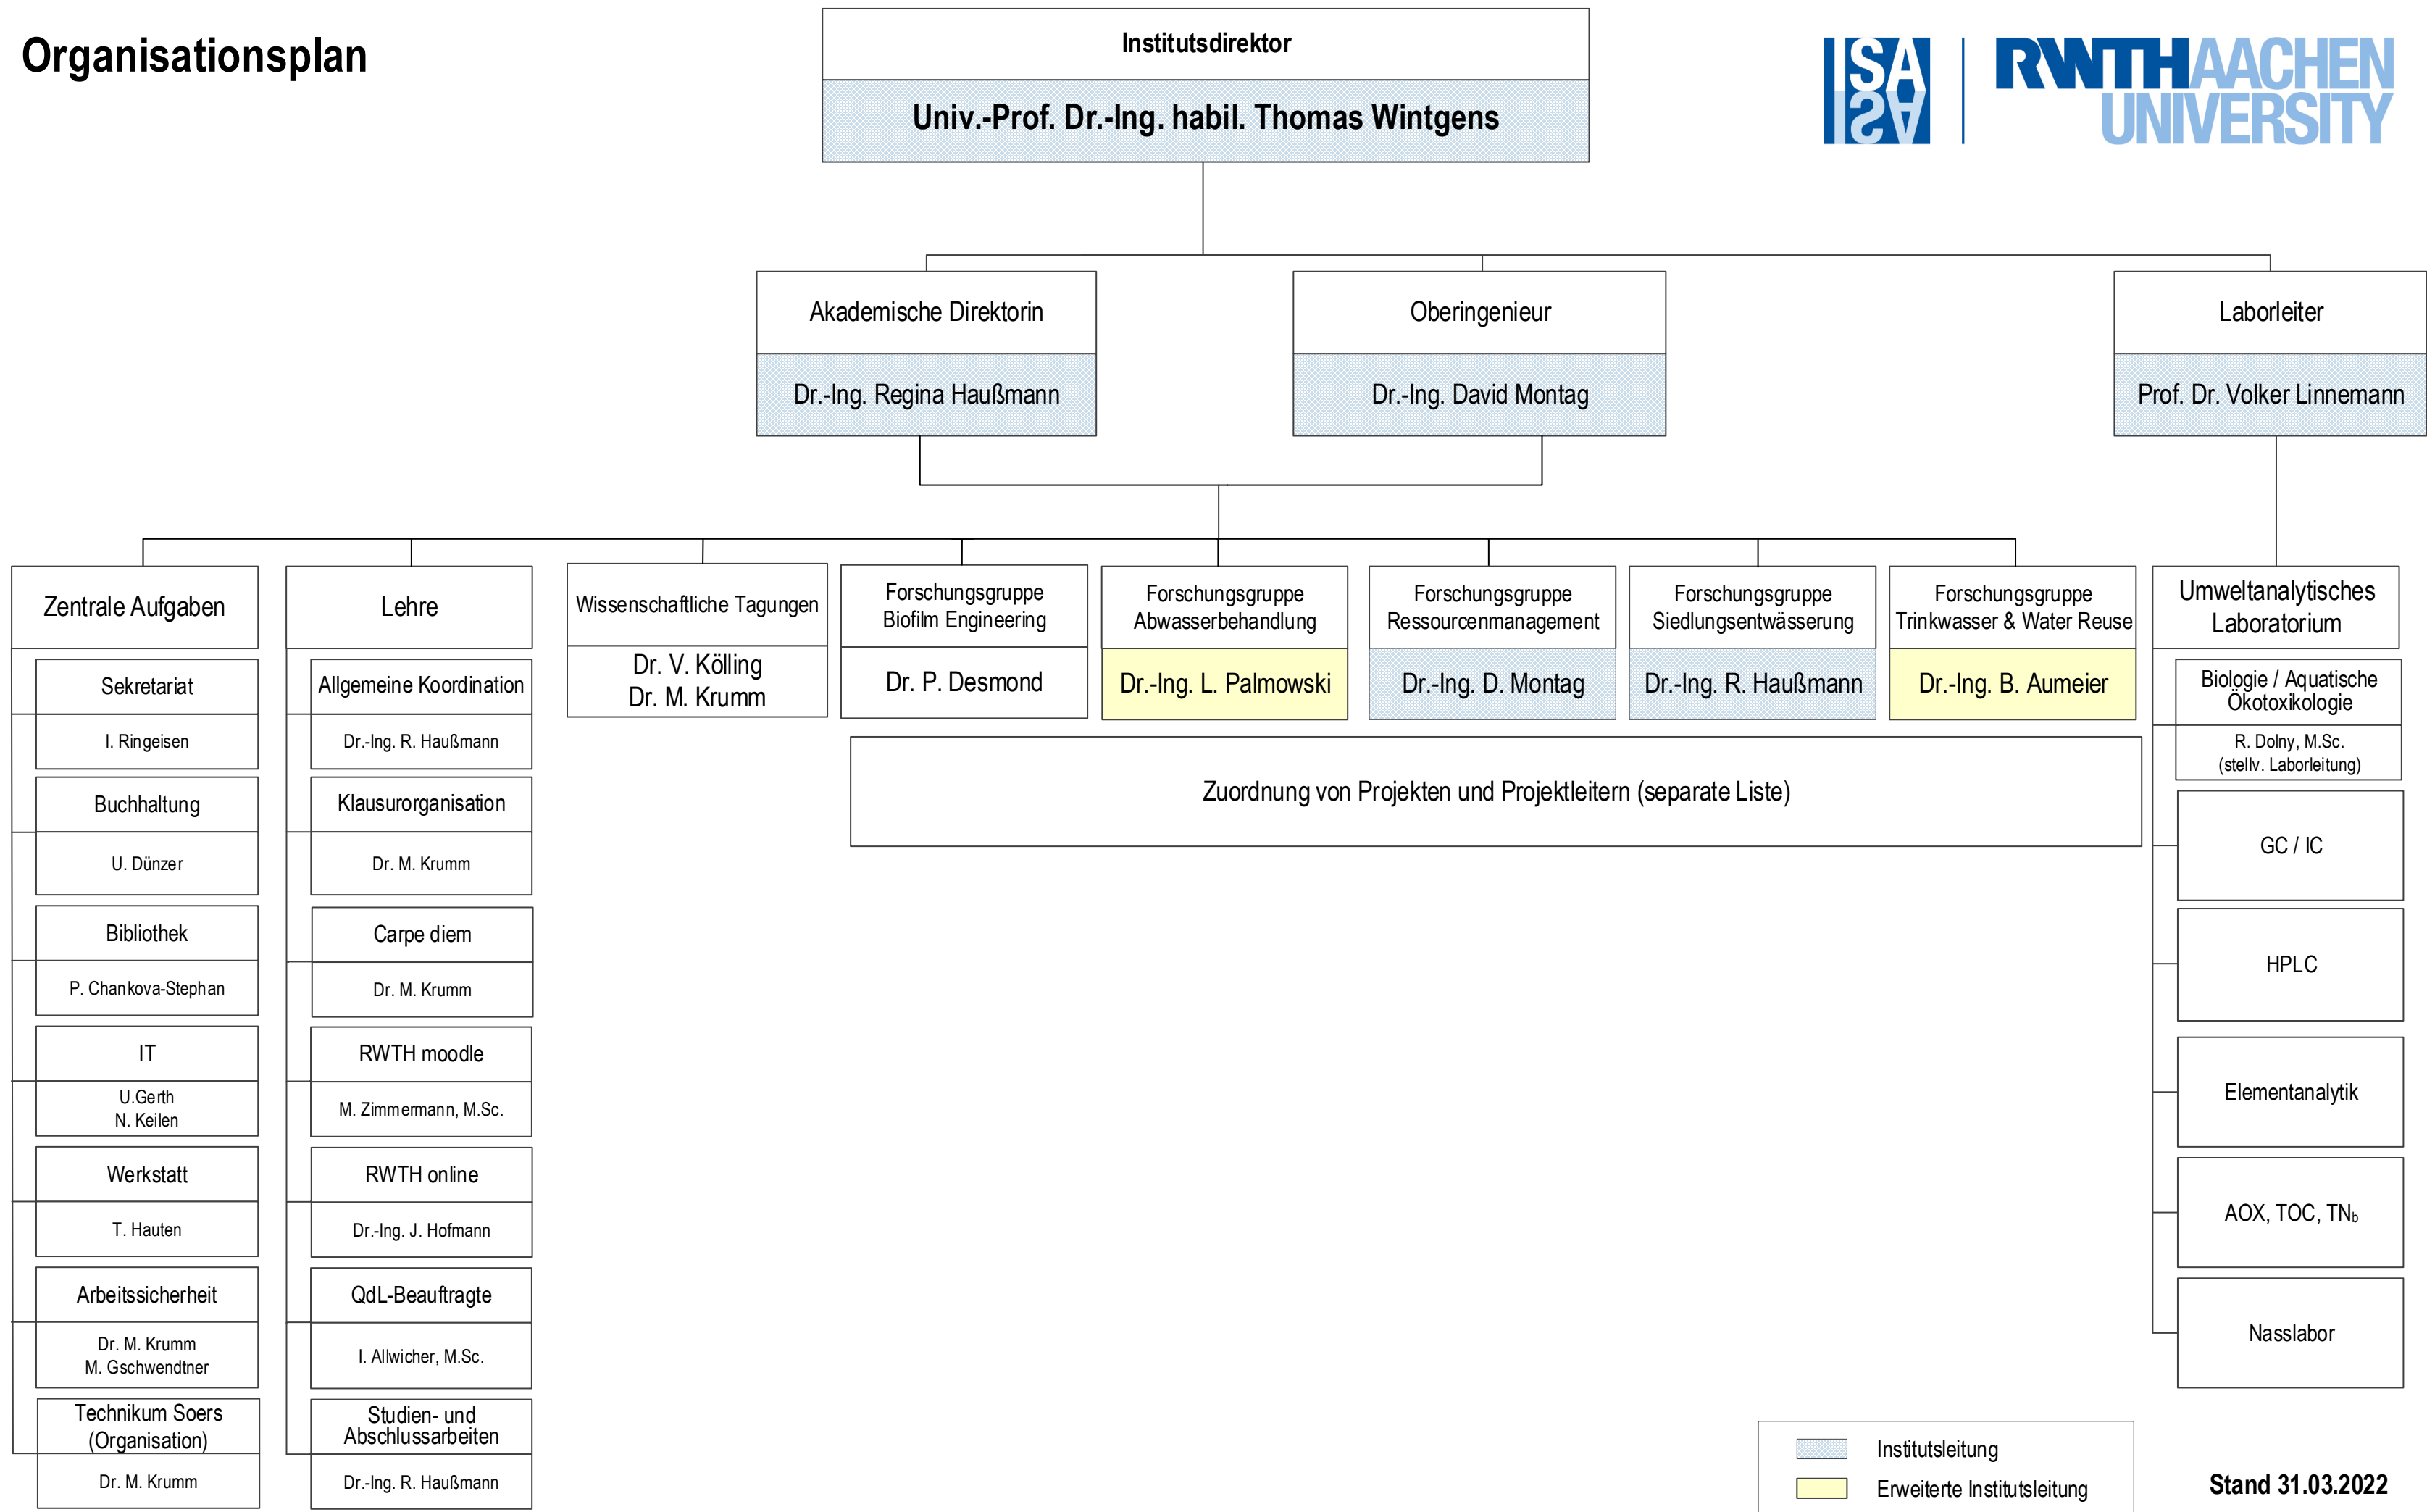 Organisationsplan
Institutsdirektor
Univ.-Prof. Dr.-Ing. habil. Thomas Wintgens
ISA
RWTHAACHEN
UNIVERSITY
Akademische Direktorin
Dr.-Ing. Regina Haußmann
Oberingenieur
Dr.-Ing. David Montag
Laborleiter
Prof. Dr. Volker Linnemann
Zentrale Aufgaben
Sekretariat
I. Ringeisen
Buchhaltung
U. Dünzer
Bibliothek
P. Chankova-Stephan
IT
U.Gerth
N. Keilen
Werkstatt
T. Hauten
Arbeitssicherheit
Dr. M. Krumm
M. Gschwendtner
Technikum Soers
(Organisation)
Dr. M. Krumm
Lehre
Allgemeine Koordination
Dr.-Ing. R. Haußmann
Klausurorganisation
Dr. M. Krumm
Carpe diem
Dr. M. Krumm
RWTH moodle
M. Zimmermann, M.Sc.
RWTH online
Dr.-Ing. J. Hofmann
QdL-Beauftragte
I. Allwicher, M.Sc.
Studien- und
Abschlussarbeiten
Dr.-Ing. R. Haußmann
Wissenschaftliche Tagungen
Dr. V. Kölling
Dr. M. Krumm
Forschungsgruppe
Biofilm Engineering
Dr. P. Desmond
Forschungsgruppe
Abwasserbehandlung
Dr.-Ing. L. Palmowski
Forschungsgruppe
Ressourcenmanagement
Dr.-Ing. D. Montag
Forschungsgruppe
Siedlungsentwässerung
Dr.-Ing. R. Haußmann
Forschungsgruppe
Trinkwasser & Water Reuse
Dr.-Ing. B. Aumeier
Zuordnung von Projekten und Projektleitern (separate Liste)
Umweltanalytisches
Laboratorium
Biologie / Aquatische
Ökotoxikologie
R. Dolny, M.Sc.
(stellv. Laborleitung)
GC / IC
HPLC
Elementanalytik
AOX, TOC, TNb
Nasslabor
Institutsleitung
Erweiterte Institutsleitung
Stand 31.03.2022